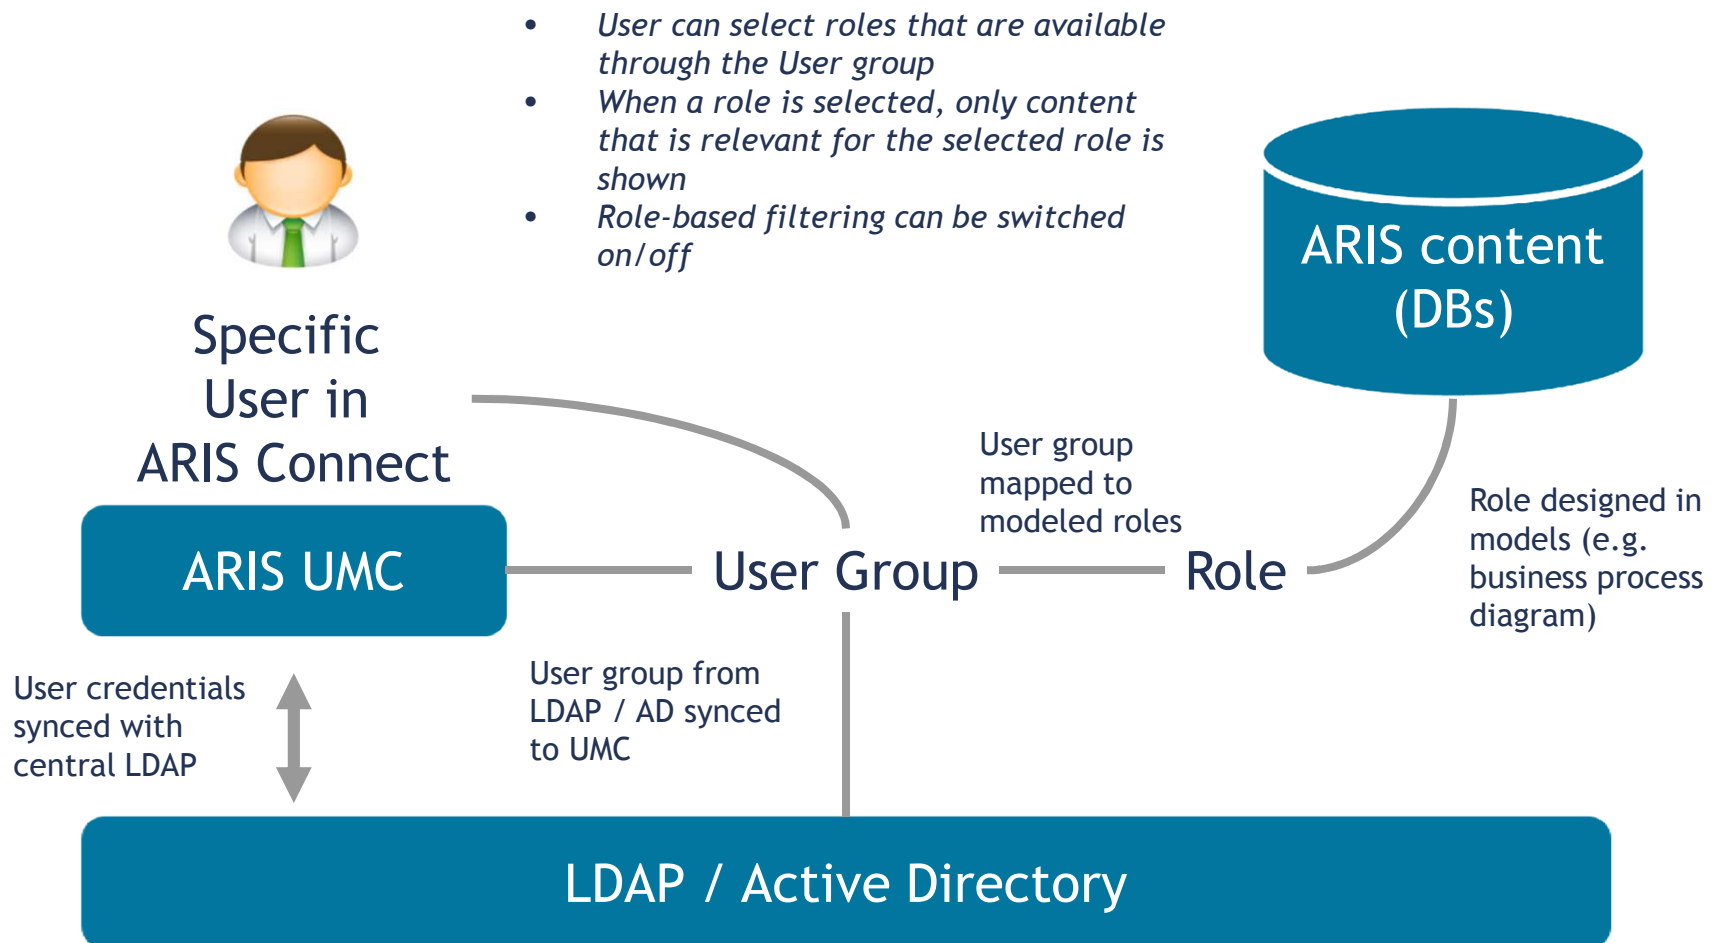 • User can select roles that are available
through the User group
• When a role is selected, only content
that is relevant for the selected role is
shown
• Role-based filtering can be switched
on/off
ARIS content
(DBs)
Specific
User in
ARIS Connect
User group
mapped to
modeled roles
Role designed in
models (e.g.
business process
diagram)
ARIS UMC
User Group
Role
User credentials
synced with
central LDAP
User group from
LDAP / AD synced
to UMC
LDAP / Active Directory